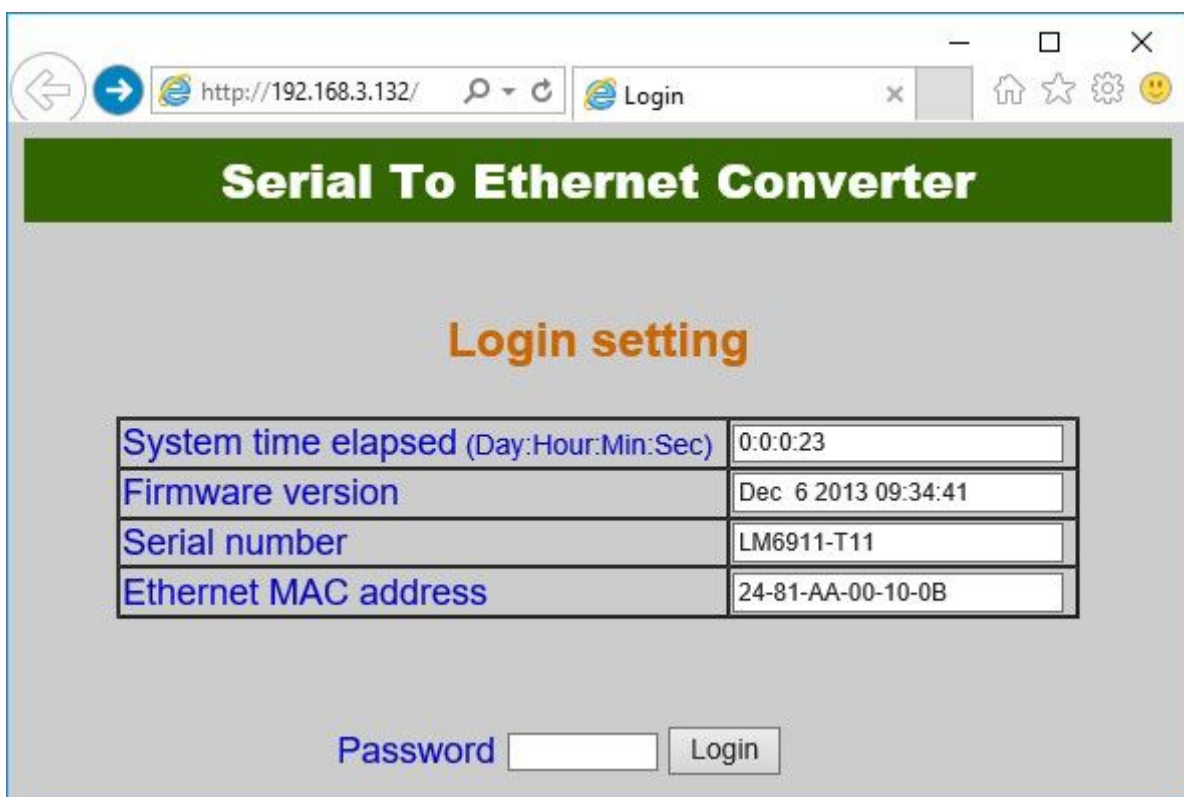 http://192.168.3.132/ Login
Serial To Ethernet Converter
Login setting
System time elapsed (Day:Hour:Min:Sec) 0:0:0:23
Firmware version Dec 6 2013 09:34:41
Serial number LM6911-T11
Ethernet MAC address 24-81-AA-00-10-0B
Password Login